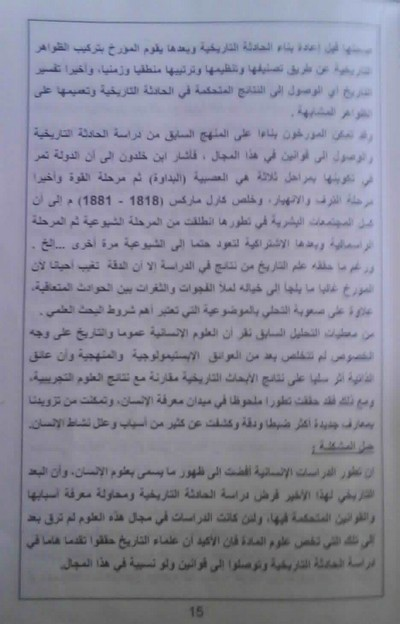 قبل إعادة بناء الحادثة التاريخية وبعدها يقوم المؤرخ بتركيب الظواهر
التاريخية عن طريق تصنيفها وتنظيمها وترتيبها منطقيا وزمنيا، وأخيرا تفسير
التاريخ أي الوصول إلى النتائج المتحكمة في الحادثة التاريخية وتعميمها على
الظواهر المشابهة .
وقد تمكن المؤرخون بناءا على المنهج السابق من دراسة الحادثة التاريخية
والوصول إلى قوانين في هذا المجال ، فأشار ابن خلدون إلى أن الدولة تمر
في تكوينها بمراحل ثلاثة هي العصبية (البداوة) ثم مرحلة القوة وأخيرا
مرحلة الترف والانهيار، وخلص كارل ماركس (1818 - 1881) م إلى أن
كل المجتمعات البشرية في تطورها انطلقت من المرحلة الشيوعية ثم المرحلة
الرأسمالية وبعدها الاشتراكية لتعود حتما إلى الشيوعية مرة أخرى ...إلخ .
ورغم ما حققه علم التاريخ من نتائج في الدراسة إلا أن الدقة تغيب أحيانا لأن
المؤرخ غالبا ما يلجأ إلى خياله لملأ الفجوات والثغرات بين الحوادث المتعاقبة،
علاوة على صعوبة التحلي بالموضوعية التي تعتبر أهم شروط البحث العلمي .
من معطيات التحليل السابق نقر أن العلوم الإنسانية عموما والتاريخ على وجه
الخصوص لم تتخلص بعد من العوائق الابستيمولوجية والمنهجية وأن عائق
الذاتية أثر سلبا على نتائج الأبحاث التاريخية مقارنة مع نتائج العلوم التجريبية،
ومع ذلك فقد حققت تطورا ملحوظا في ميدان معرفة الإنسان، وتمكنت من تزويدنا
بمعارف جديدة أكثر ضبطا ودقة وكشفت عن كثير من أسباب وعلل نشاط الإنسان.
حل المشكلة :
إن تطور الدراسات الإنسانية أفضت إلى ظهور ما يسمى بعلوم الإنسان، وأن البعد
التاريخي لهذا الأخير فرض دراسة الحادثة التاريخية ومحاولة معرفة أسبابها
والقوانين المتحكمة فيها، ولئن كانت الدراسات في مجال هذه العلوم لم ترق بعد
إلى تلك التي تخص علوم المادة فإن الأكيد أن علماء التاريخ حققوا تقدما هاما في
دراسة الحادثة التاريخية وتوصلوا إلى قوانين ولو نسبية في هذا المجال.
15